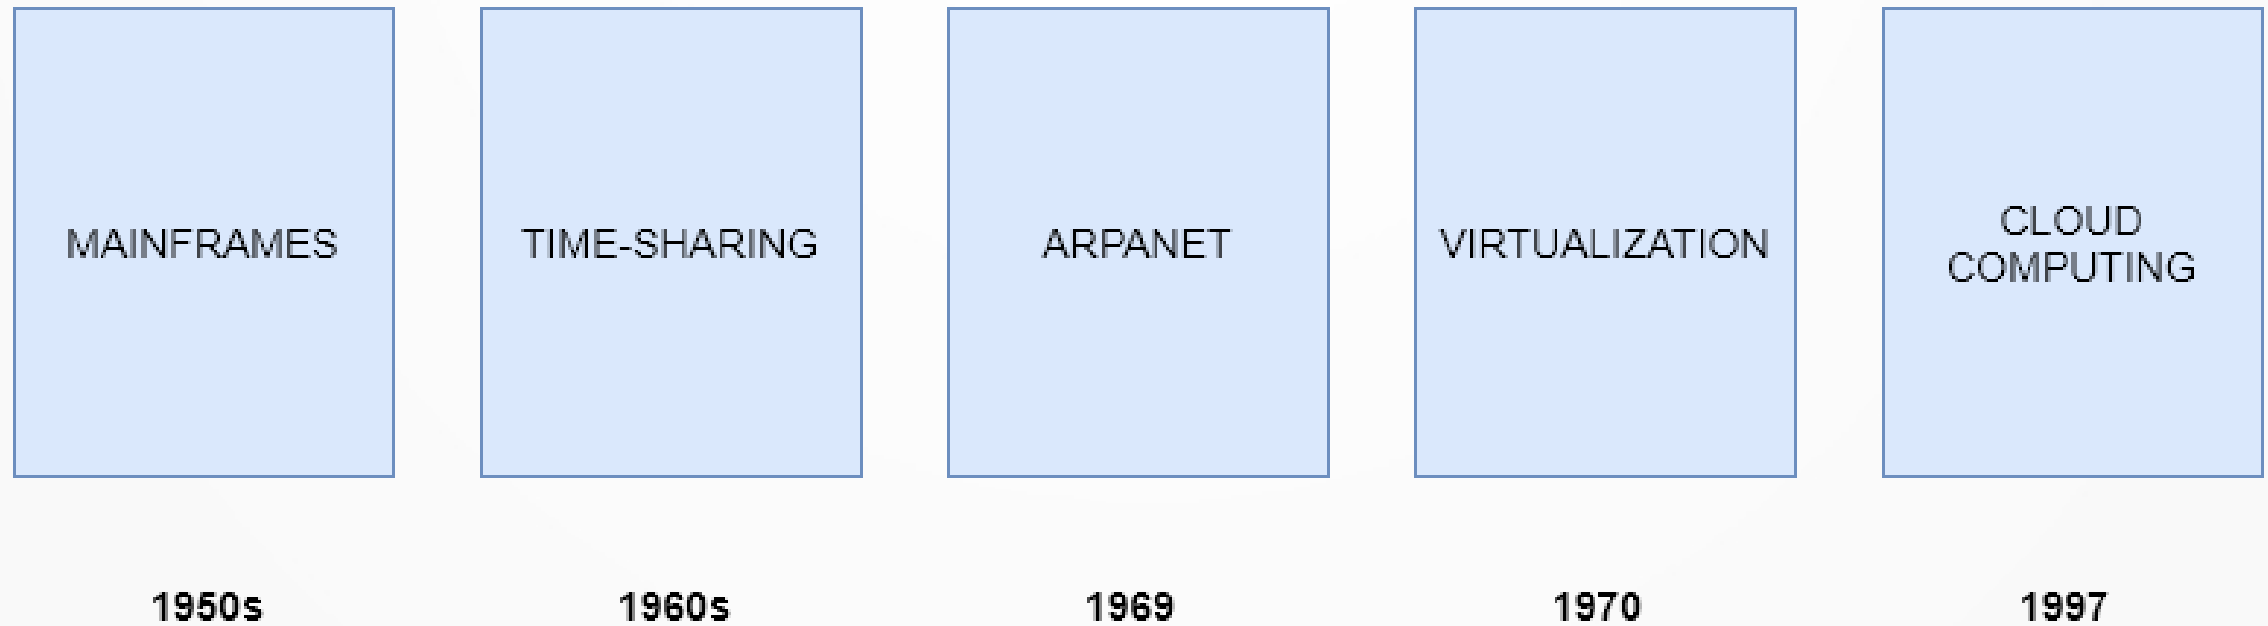 MAINFRAMES
TIME-SHARING
ARPANET
VIRTUALIZATION
CLOUD
COMPUTING
1950s
1960s
1969
1970
1997